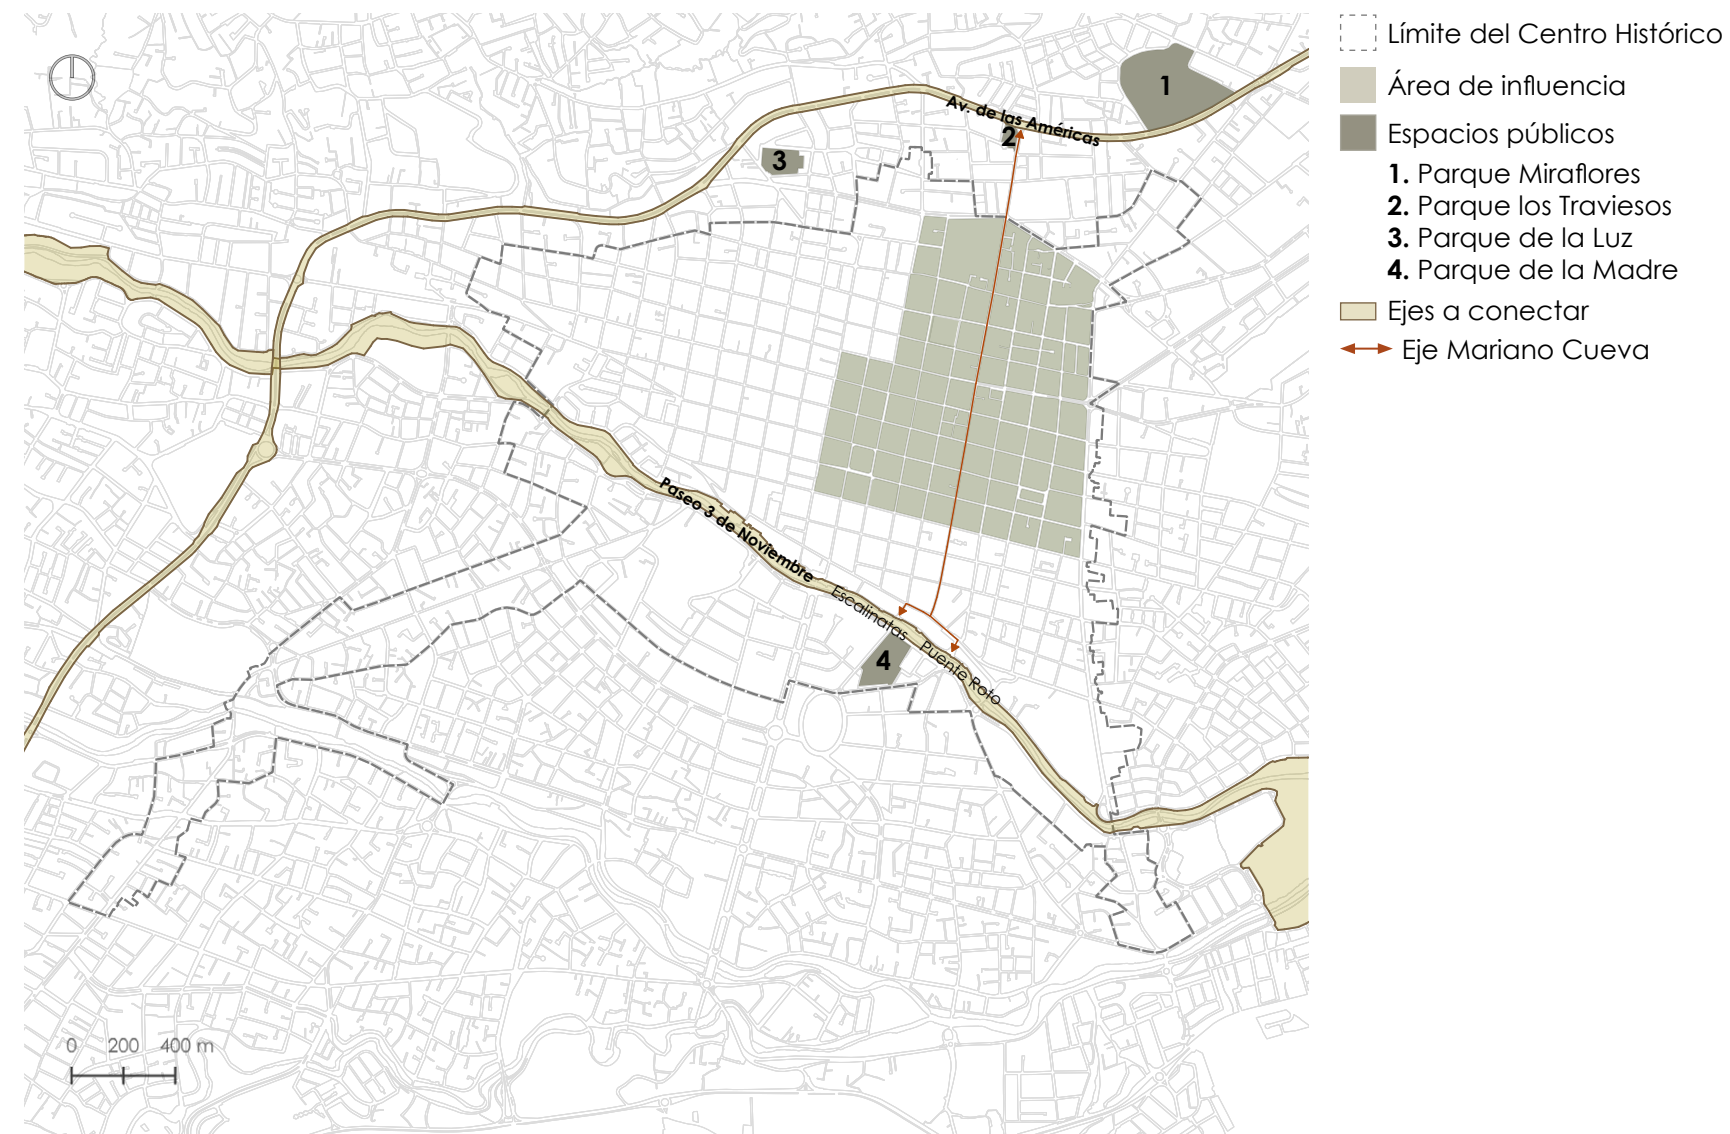 Límite del Centro Histórico
Área de influencia
Espacios públicos
1. Parque Miraflores
2. Parque los Traviesos
3. Parque de la Luz
4. Parque de la Madre
Ejes a conectar
Eje Mariano Cueva
1
Av. de las Américas
2
3
Paseo 3 de Noviembre
Escalinatas
4
Puente Roto
0 200 400 m